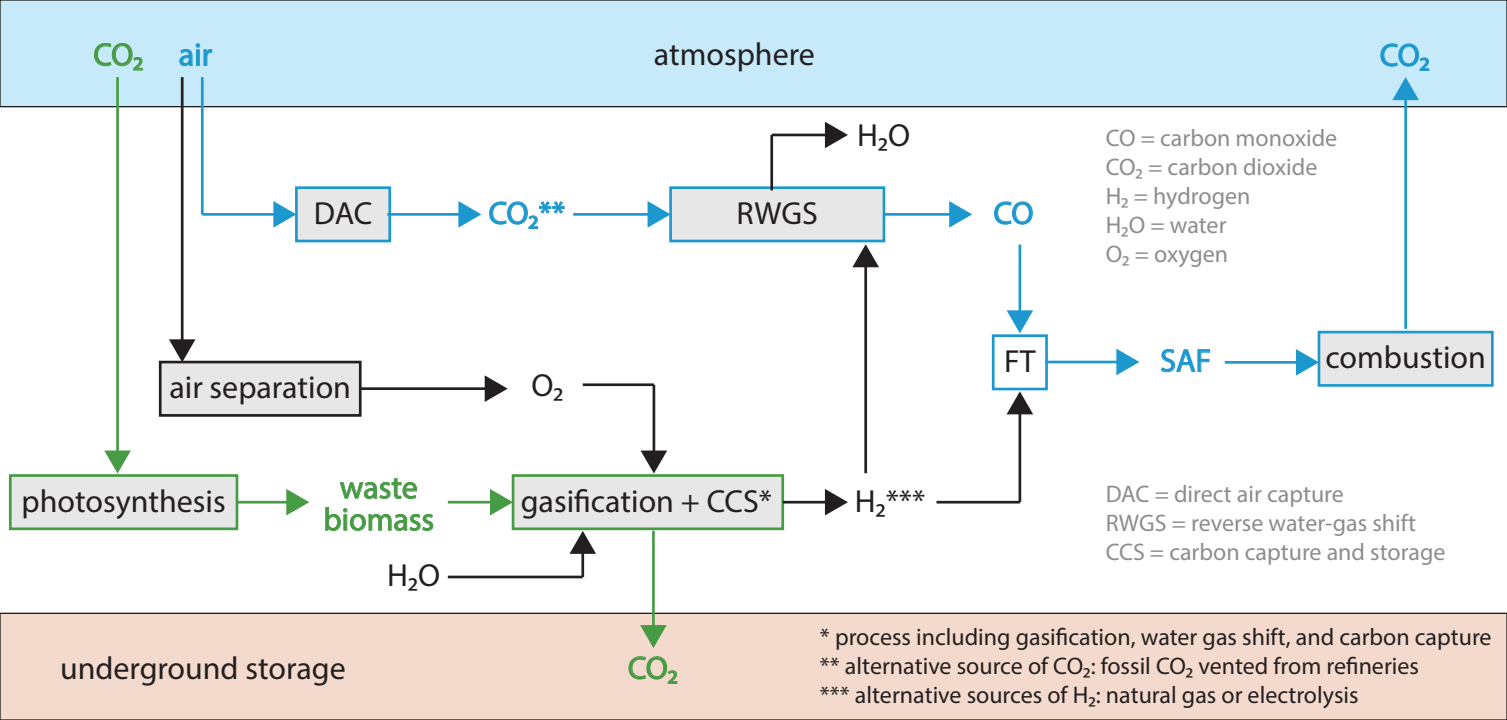 CO₂ air atmosphere CO₂
H₂O
CO = carbon monoxide
CO₂ = carbon dioxide
H₂ = hydrogen
H₂O = water
O₂ = oxygen
DAC CO₂** RWGS CO
FT SAF combustion
air separation O₂
photosynthesis waste
biomass gasification + CCS* H₂***
DAC = direct air capture
RWGS = reverse water-gas shift
CCS = carbon capture and storage
H₂O
underground storage CO₂
* process including gasification, water gas shift, and carbon capture
** alternative source of CO₂: fossil CO₂ vented from refineries
*** alternative sources of H₂: natural gas or electrolysis